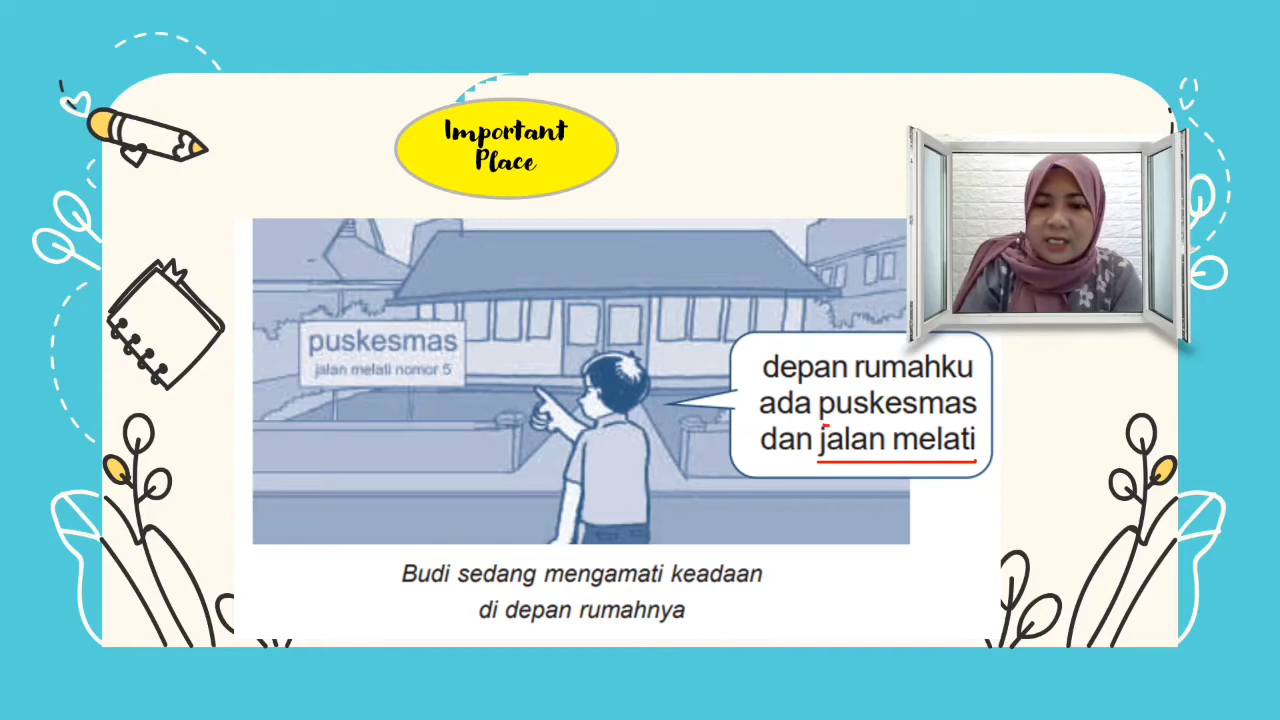 Important
Place
puskesmas
jalan melati nomor 5
depan rumahku
ada puskesmas
dan jalan melati
Budi sedang mengamati keadaan
di depan rumahnya